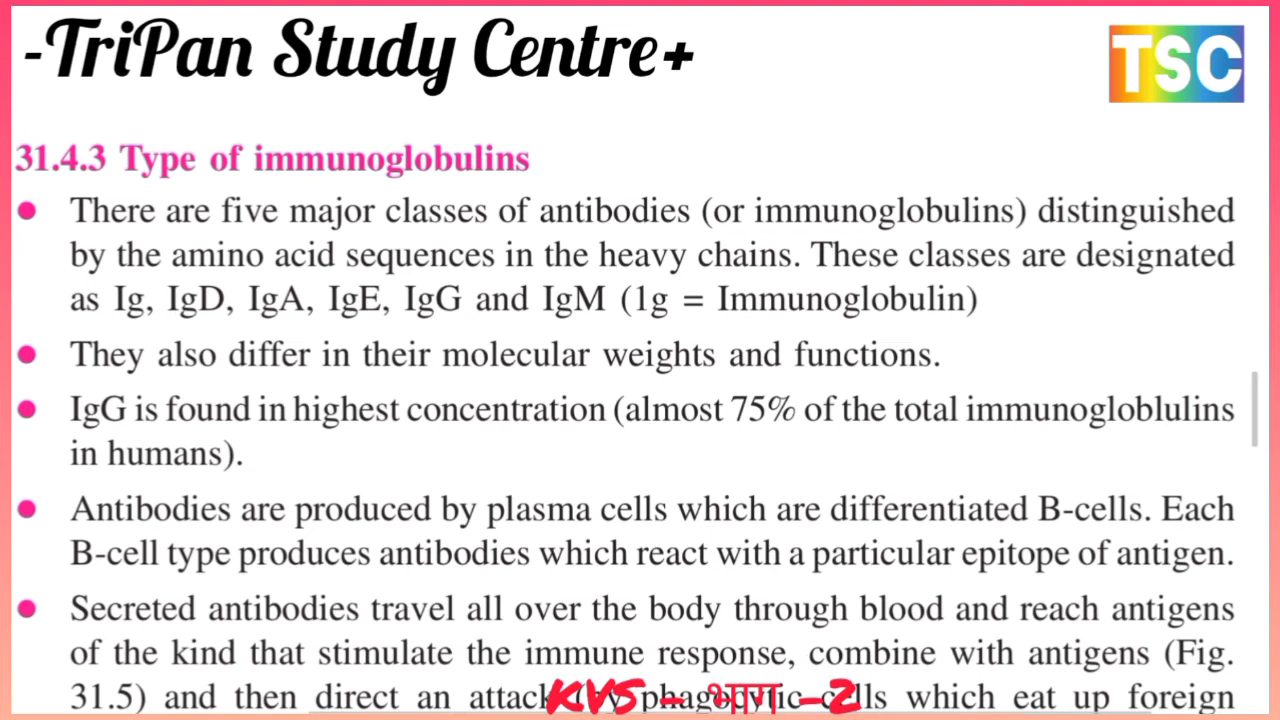 -TriPan Study Centre+
TSC
31.4.3 Type of immunoglobulins
● There are five major classes of antibodies (or immunoglobulins) distinguished
by the amino acid sequences in the heavy chains. These classes are designated
as Ig, IgD, IgA, IgE, IgG and IgM (1g = Immunoglobulin)
● They also differ in their molecular weights and functions.
● IgG is found in highest concentration (almost 75% of the total immunogloblulins
in humans).
● Antibodies are produced by plasma cells which are differentiated B-cells. Each
B-cell type produces antibodies which react with a particular epitope of antigen.
● Secreted antibodies travel all over the body through blood and reach antigens
of the kind that stimulate the immune response, combine with antigens (Fig.
31.5) and then direct an attack phagocytic cells which eat up foreign
KVS - भाग -2